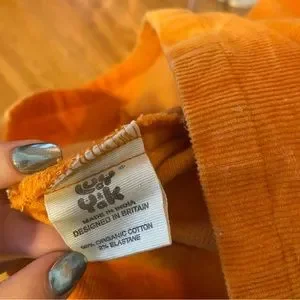 LUCY
& YAK
MADE IN INDIA
DESIGNED IN BRITAIN
98% ORGANIC COTTON
2% ELASTANE